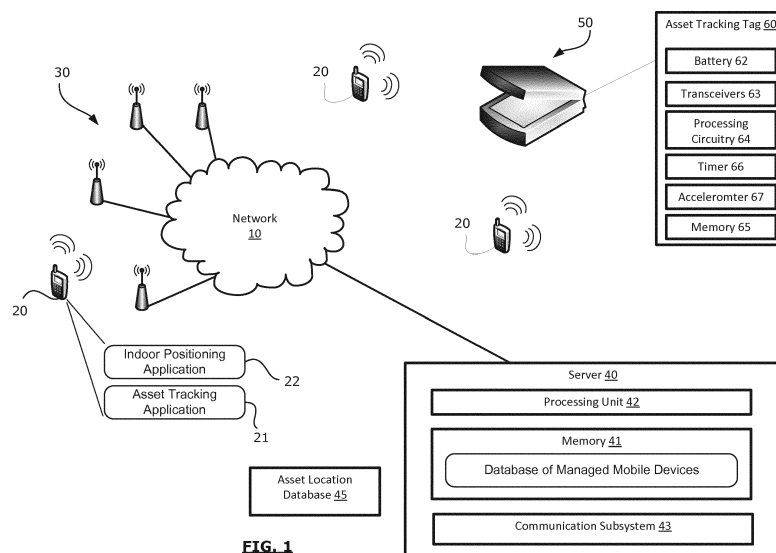 50
Asset Tracking Tag 60
Battery 62
Transceivers 63
Processing
Circuitry 64
Timer 66
Acceleromter 67
Memory 65
20
30
Network
10
20
20
Indoor Positioning
Application
22
Asset Tracking
Application
21
Server 40
Processing Unit 42
Memory 41
Database of Managed Mobile Devices
Communication Subsystem 43
Asset Location
Database 45
FIG. 1